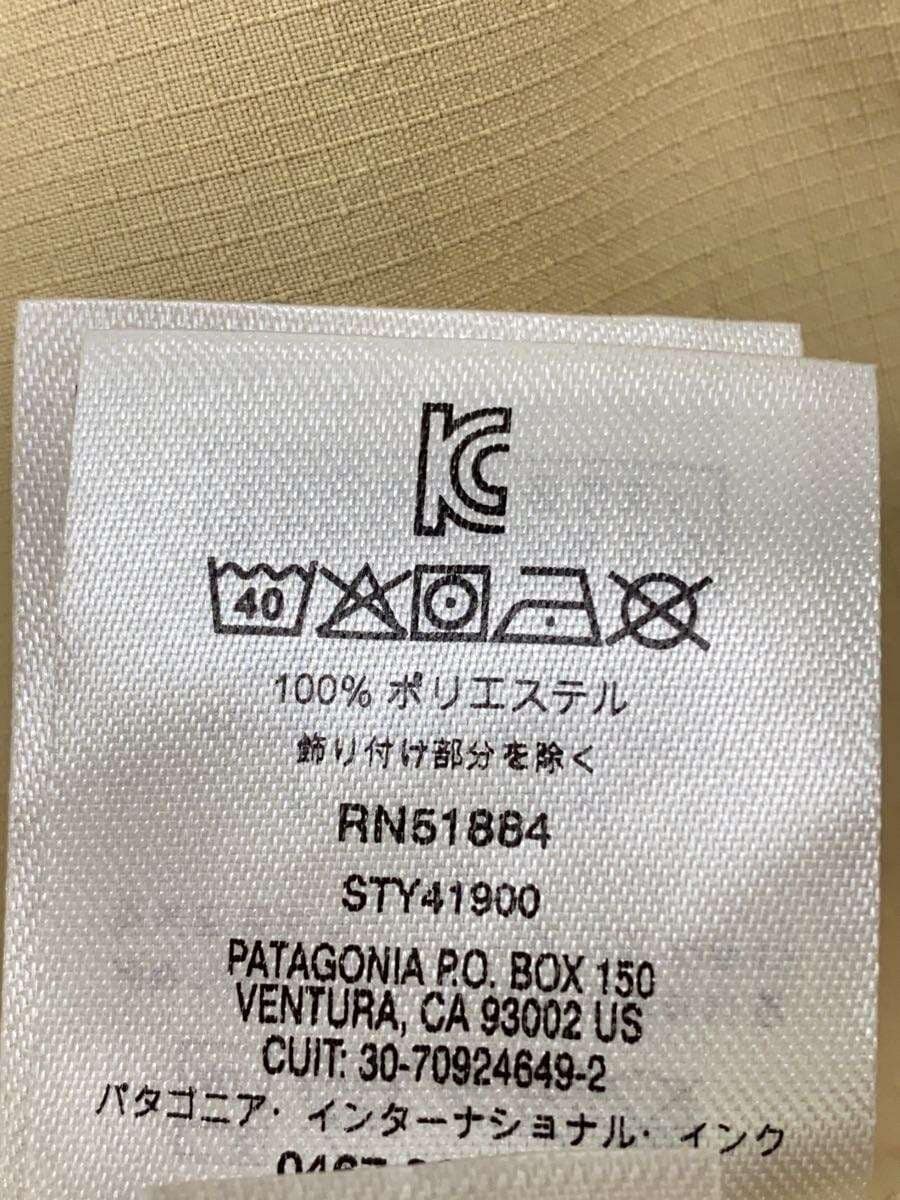 KC
40
100% ポリエステル
飾り付け部分を除く
RN51884
STY41900
PATAGONIA P.O. BOX 150
VENTURA, CA 93002 US
CUIT: 30-70924649-2
パタゴニア・インターナショナル・インク